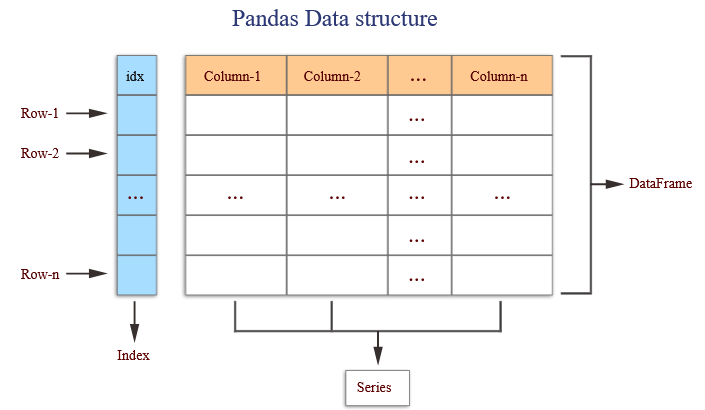 Pandas Data structure
idx Column-1 Column-2 ... Column-n
Row-1 ...
Row-2 ...
... ... ... ... ...
...
Row-n ...
DataFrame
Index
Series